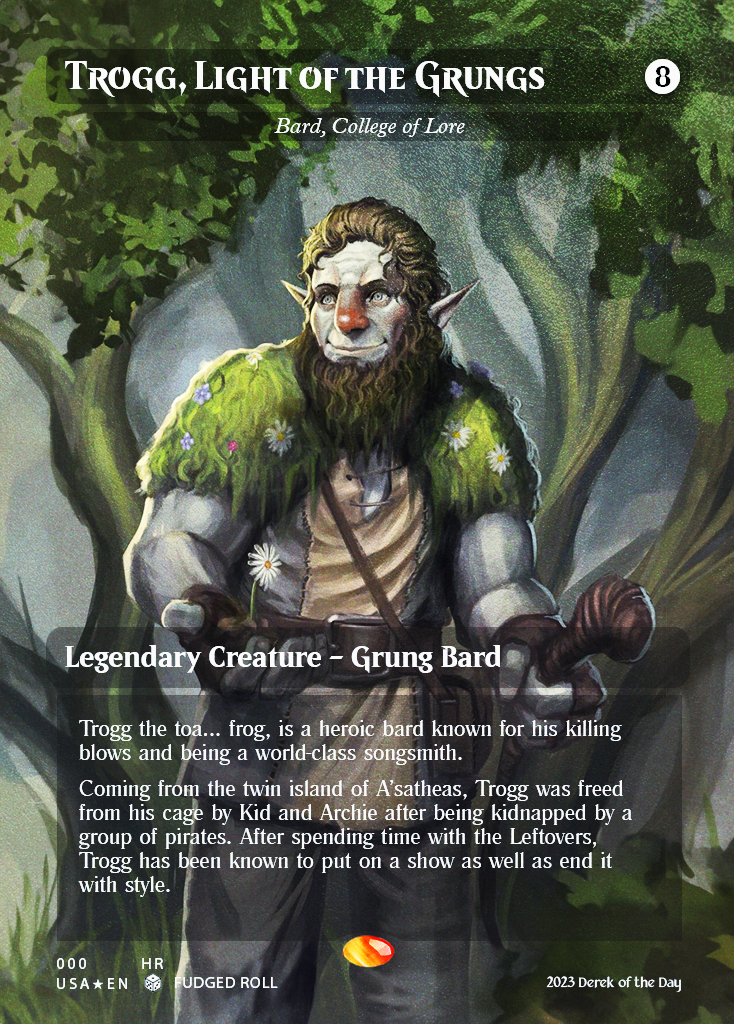 Trogg, Light of the Grungs 8
Bard, College of Lore
Legendary Creature – Grung Bard
Trogg the toa... frog, is a heroic bard known for his killing
blows and being a world-class songsmith.
Coming from the twin island of A'satheas, Trogg was freed
from his cage by Kid and Archie after being kidnapped by a
group of pirates. After spending time with the Leftovers,
Trogg has been known to put on a show as well as end it
with style.
000 HR
USA★EN FUDGED ROLL
2023 Derek of the Day